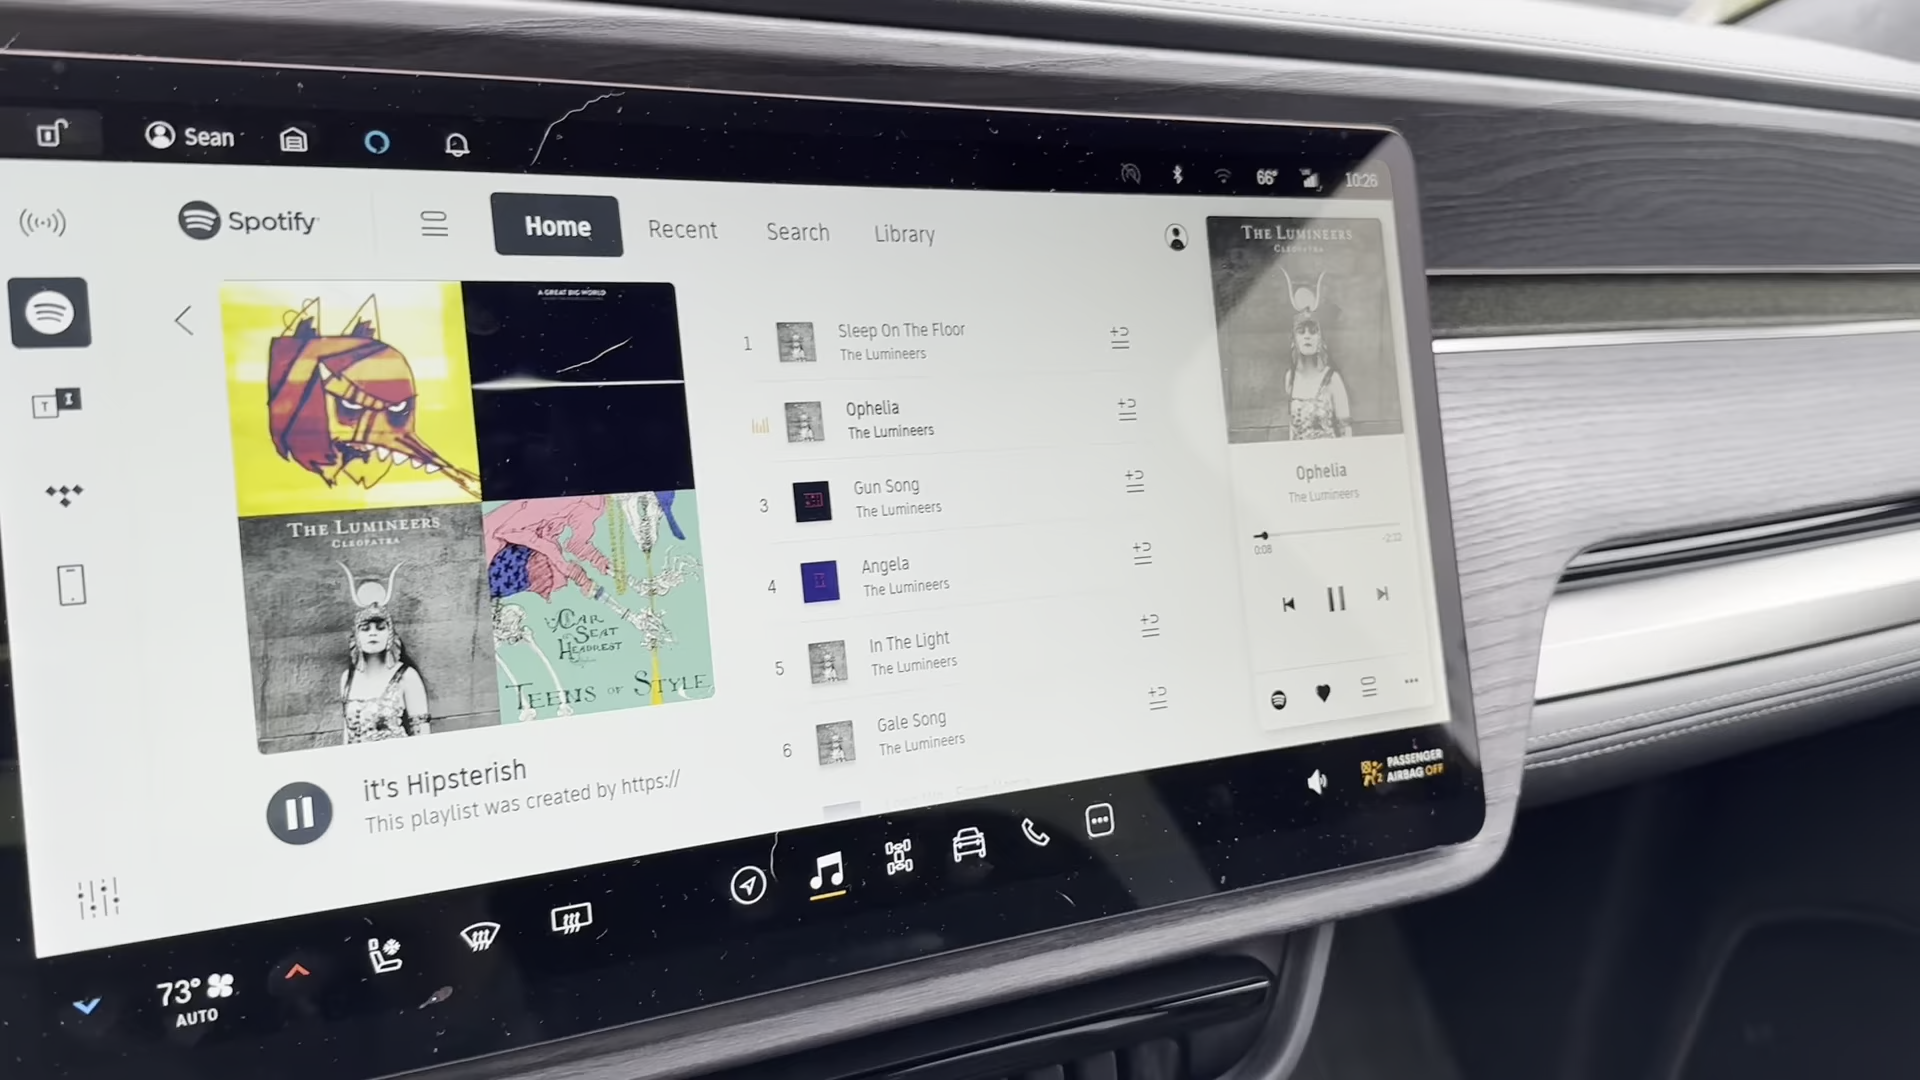 Sean
66°
10:26
Spotify
Home
Recent
Search
Library
A GREAT BIG WORLD
THE LUMINEERS
CLEOPATRA
CAR
SEAT
HEADREST
TEENS OF STYLE
it's Hipsterish
This playlist was created by https://
1
Sleep On The Floor
The Lumineers
Ophelia
The Lumineers
3
Gun Song
The Lumineers
4
Angela
The Lumineers
5
In The Light
The Lumineers
6
Gale Song
The Lumineers
THE LUMINEERS
CLEOPATRA
Ophelia
The Lumineers
0:08
PASSENGER
AIRBAG OFF
73°
AUTO